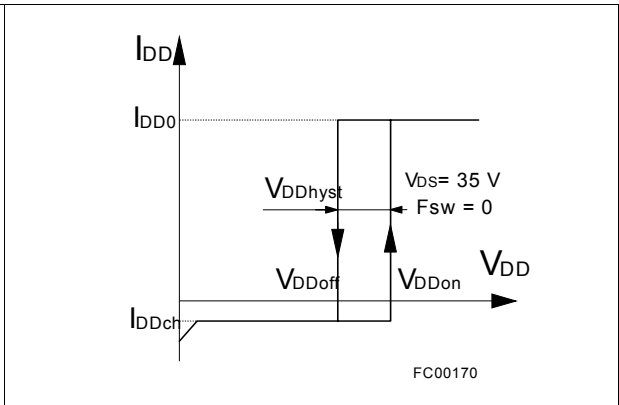 IDD
IDD0
VDDhyst
VDS= 35 V
Fsw = 0
VDDoff
VDDon
VDD
IDDch
FC00170